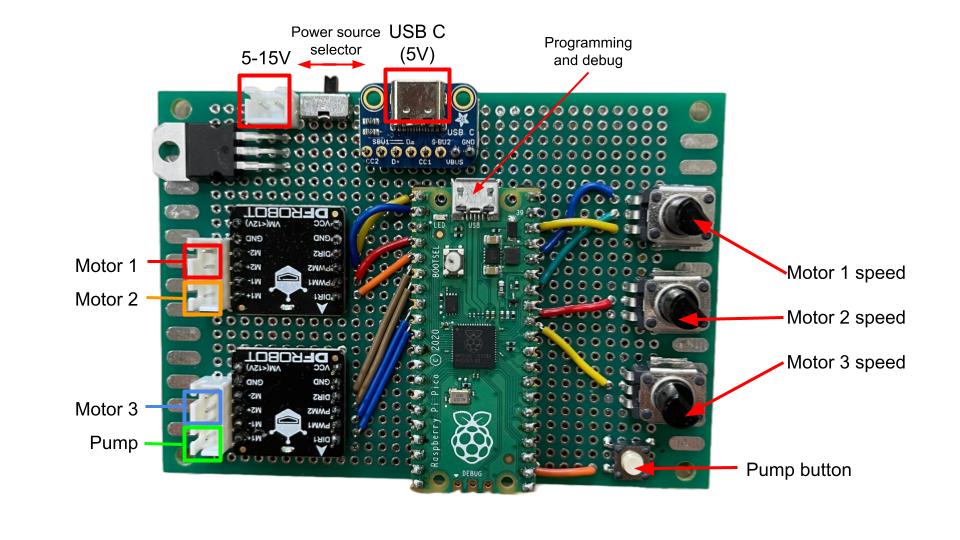 Power source
selector
USB C
(5V)
5-15V
Programming
and debug
USB C
SBU1
D-
SBU2
GND
CC2
D+
CC1
VBUS
DFROBOT
VM(<12V)
GND
M2-
M2+
M1-
M1+
VCC
GND
DIR2
PWM2
PWM1
DIR1
LED
USB
39
BOOTSEL
Raspberry Pi Pico © 2020
DEBUG
DFROBOT
VM(<12V)
GND
M2-
M2+
M1-
M1+
VCC
GND
DIR2
PWM2
PWM1
DIR1
Motor 1
Motor 2
Motor 3
Pump
Motor 1 speed
Motor 2 speed
Motor 3 speed
Pump button